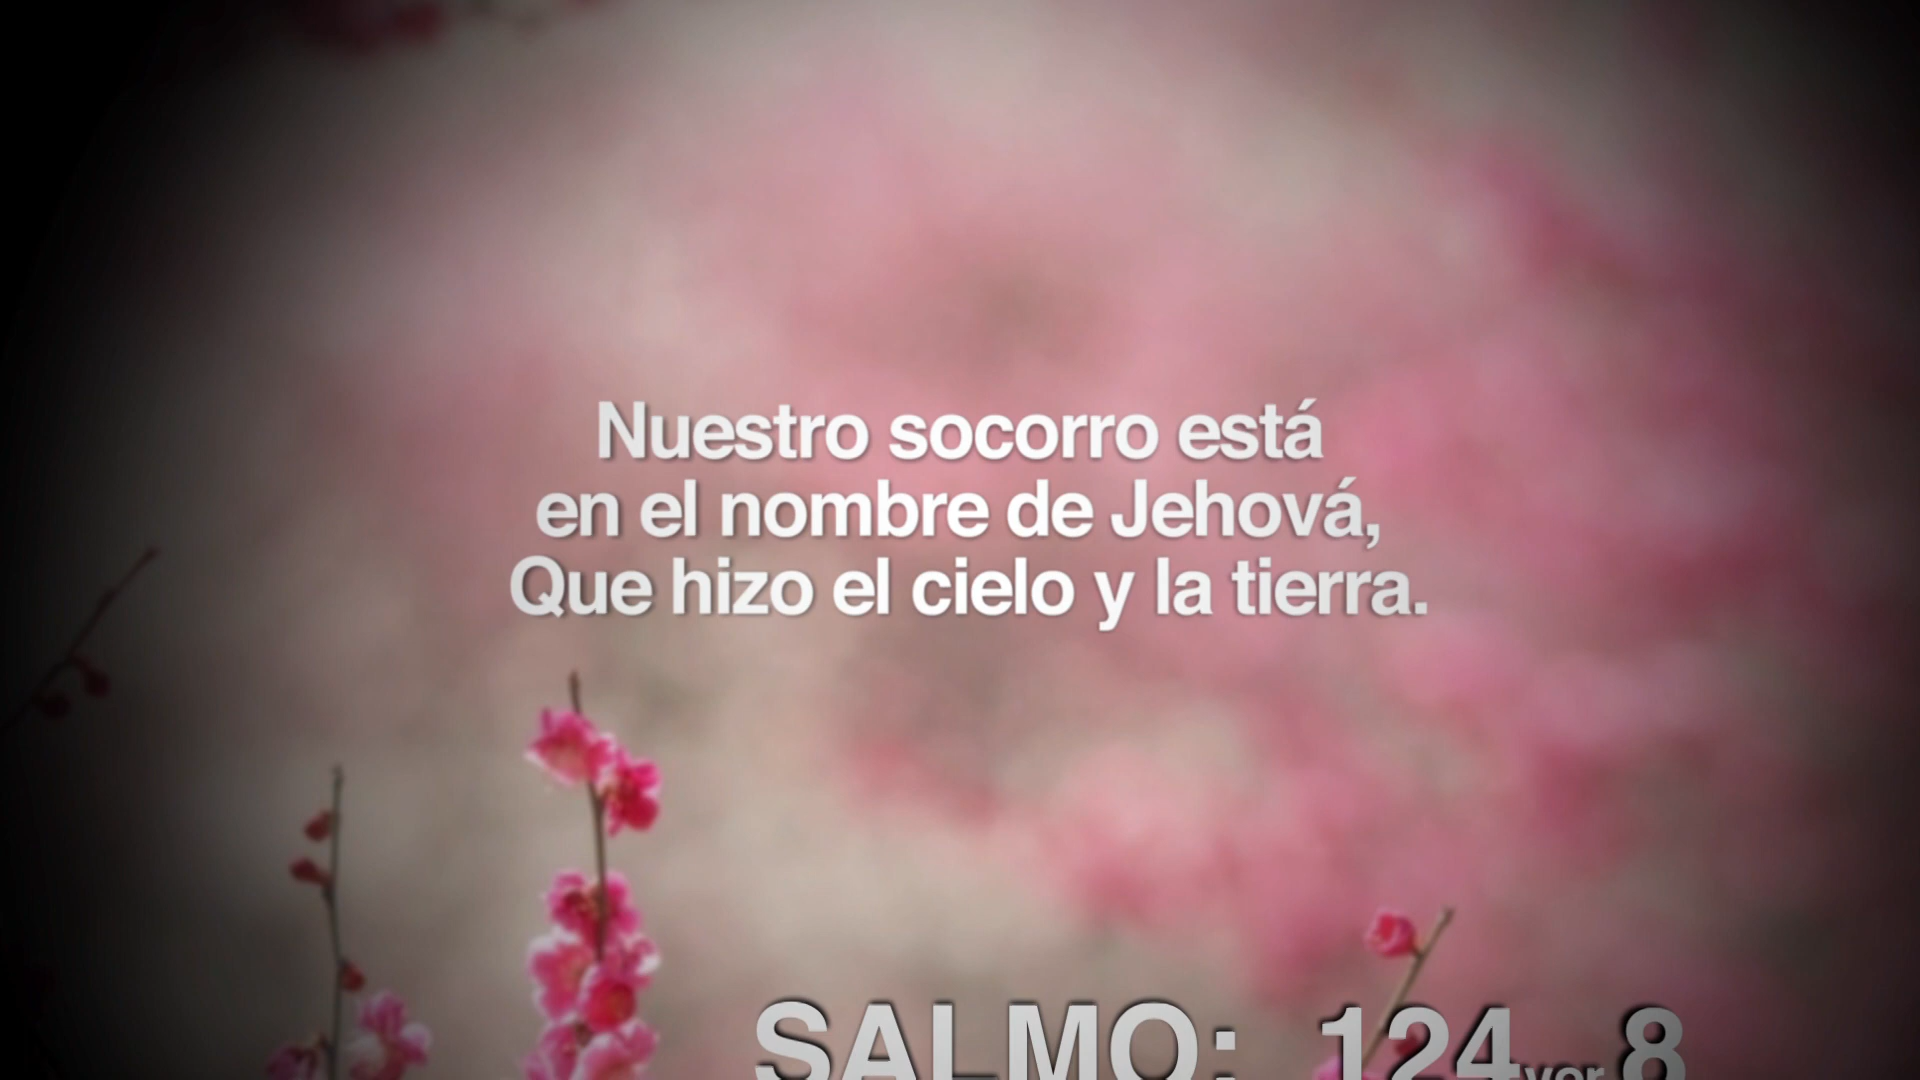 Nuestro socorro está
en el nombre de Jehová,
Que hizo el cielo y la tierra.
SALMO: 124 ver 8